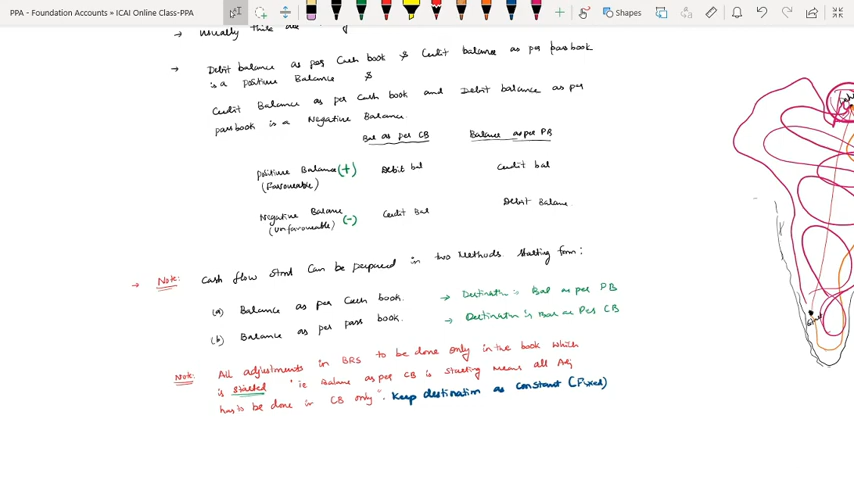 PPA - Foundation Accounts » ICAI Online Class-PPA
Shapes
→ usually there are
→ Debit balance as per Cash book & Credit balance as per passbook
is a positive Balance &
Credit Balance as per Cash book and Debit balance as per
passbook is a Negative Balance.
Bal as per CB Balance as per PB
positive Balance (+) Debit bal Credit bal
(Favourable)
Negative Balance (-) Credit Bal Debit Balance
(unfavourable)
→ Note: Cash flow Stmt Can be prepared in two Methods Starting form:
(a) Balance as per Cash book. → Destination is Bal as per PB
(b) Balance as per pass book. → Destination is Bal as Per CB
Note: All adjustments in BRS to be done only in the book which
is started "ie Balance as per CB is starting Means all Adj
has to be done in CB only". Keep destination as constant (Fixed)